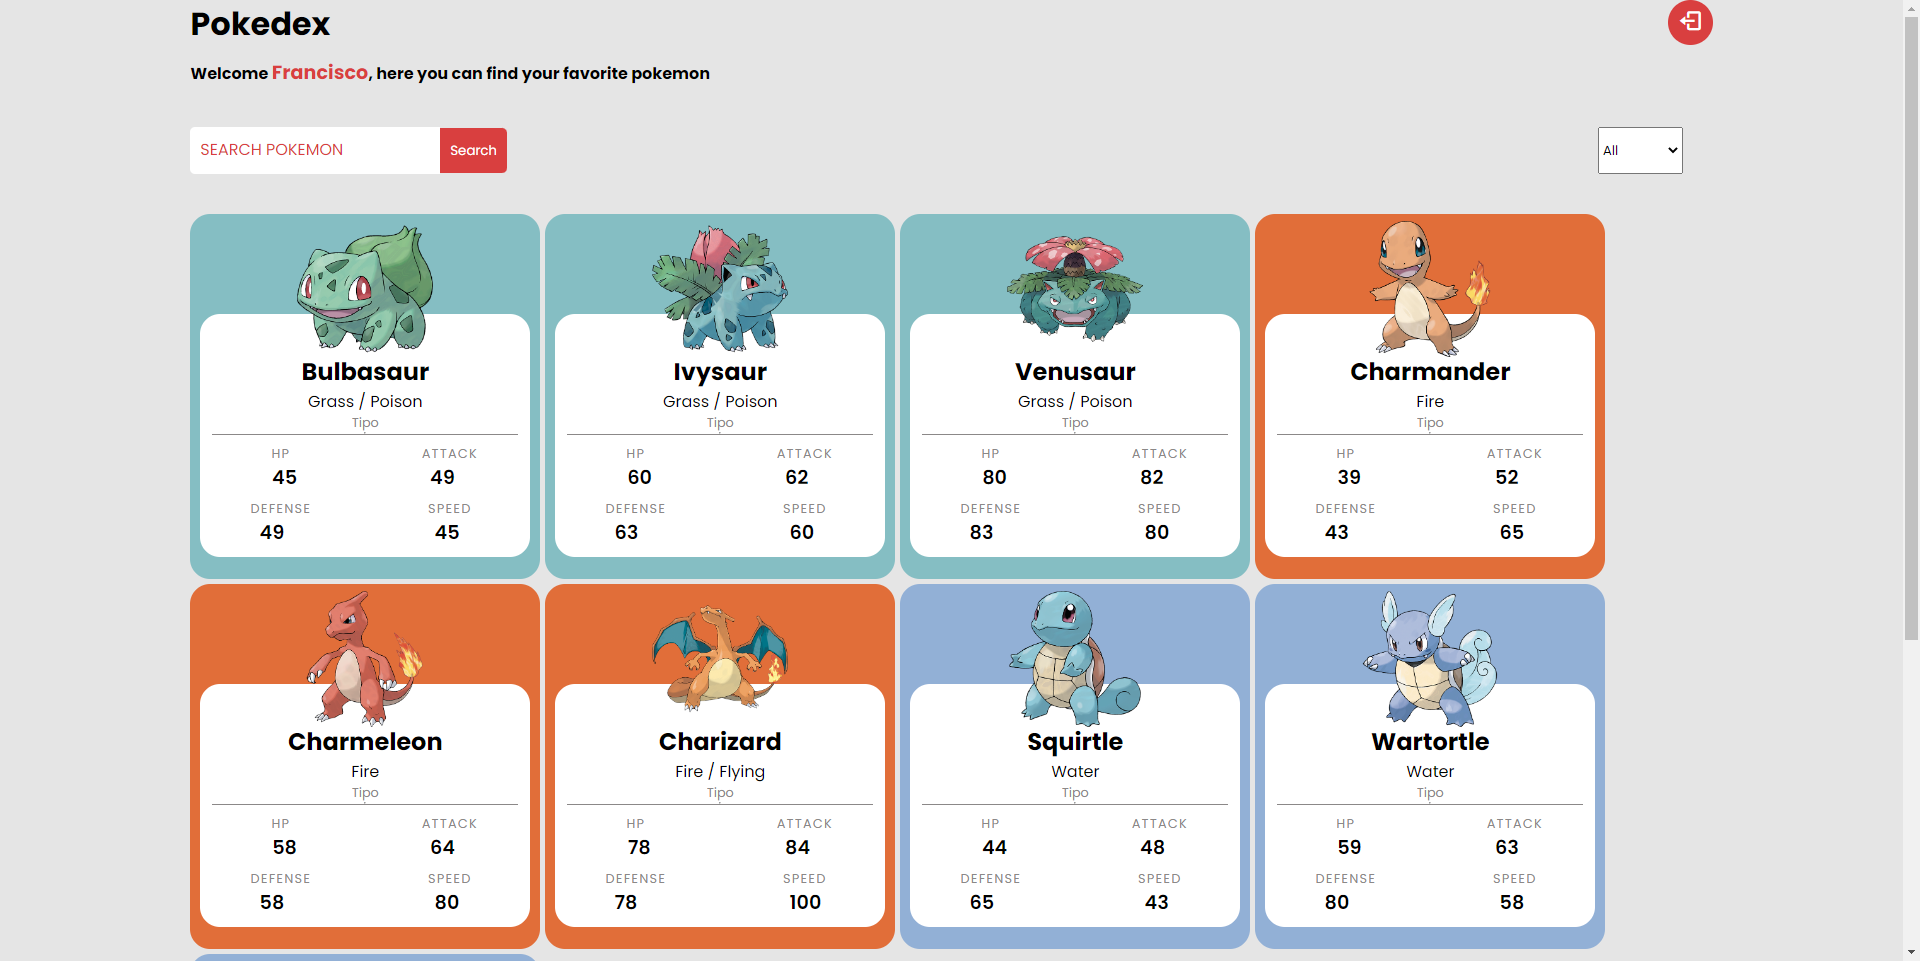 Pokedex
Welcome Francisco, here you can find your favorite pokemon
SEARCH POKEMON Search All
Bulbasaur
Grass / Poison
Tipo
HP ATTACK
45 49
DEFENSE SPEED
49 45
Ivysaur
Grass / Poison
Tipo
HP ATTACK
60 62
DEFENSE SPEED
63 60
Venusaur
Grass / Poison
Tipo
HP ATTACK
80 82
DEFENSE SPEED
83 80
Charmander
Fire
Tipo
HP ATTACK
39 52
DEFENSE SPEED
43 65
Charmeleon
Fire
Tipo
HP ATTACK
58 64
DEFENSE SPEED
58 80
Charizard
Fire / Flying
Tipo
HP ATTACK
78 84
DEFENSE SPEED
78 100
Squirtle
Water
Tipo
HP ATTACK
44 48
DEFENSE SPEED
65 43
Wartortle
Water
Tipo
HP ATTACK
59 63
DEFENSE SPEED
80 58